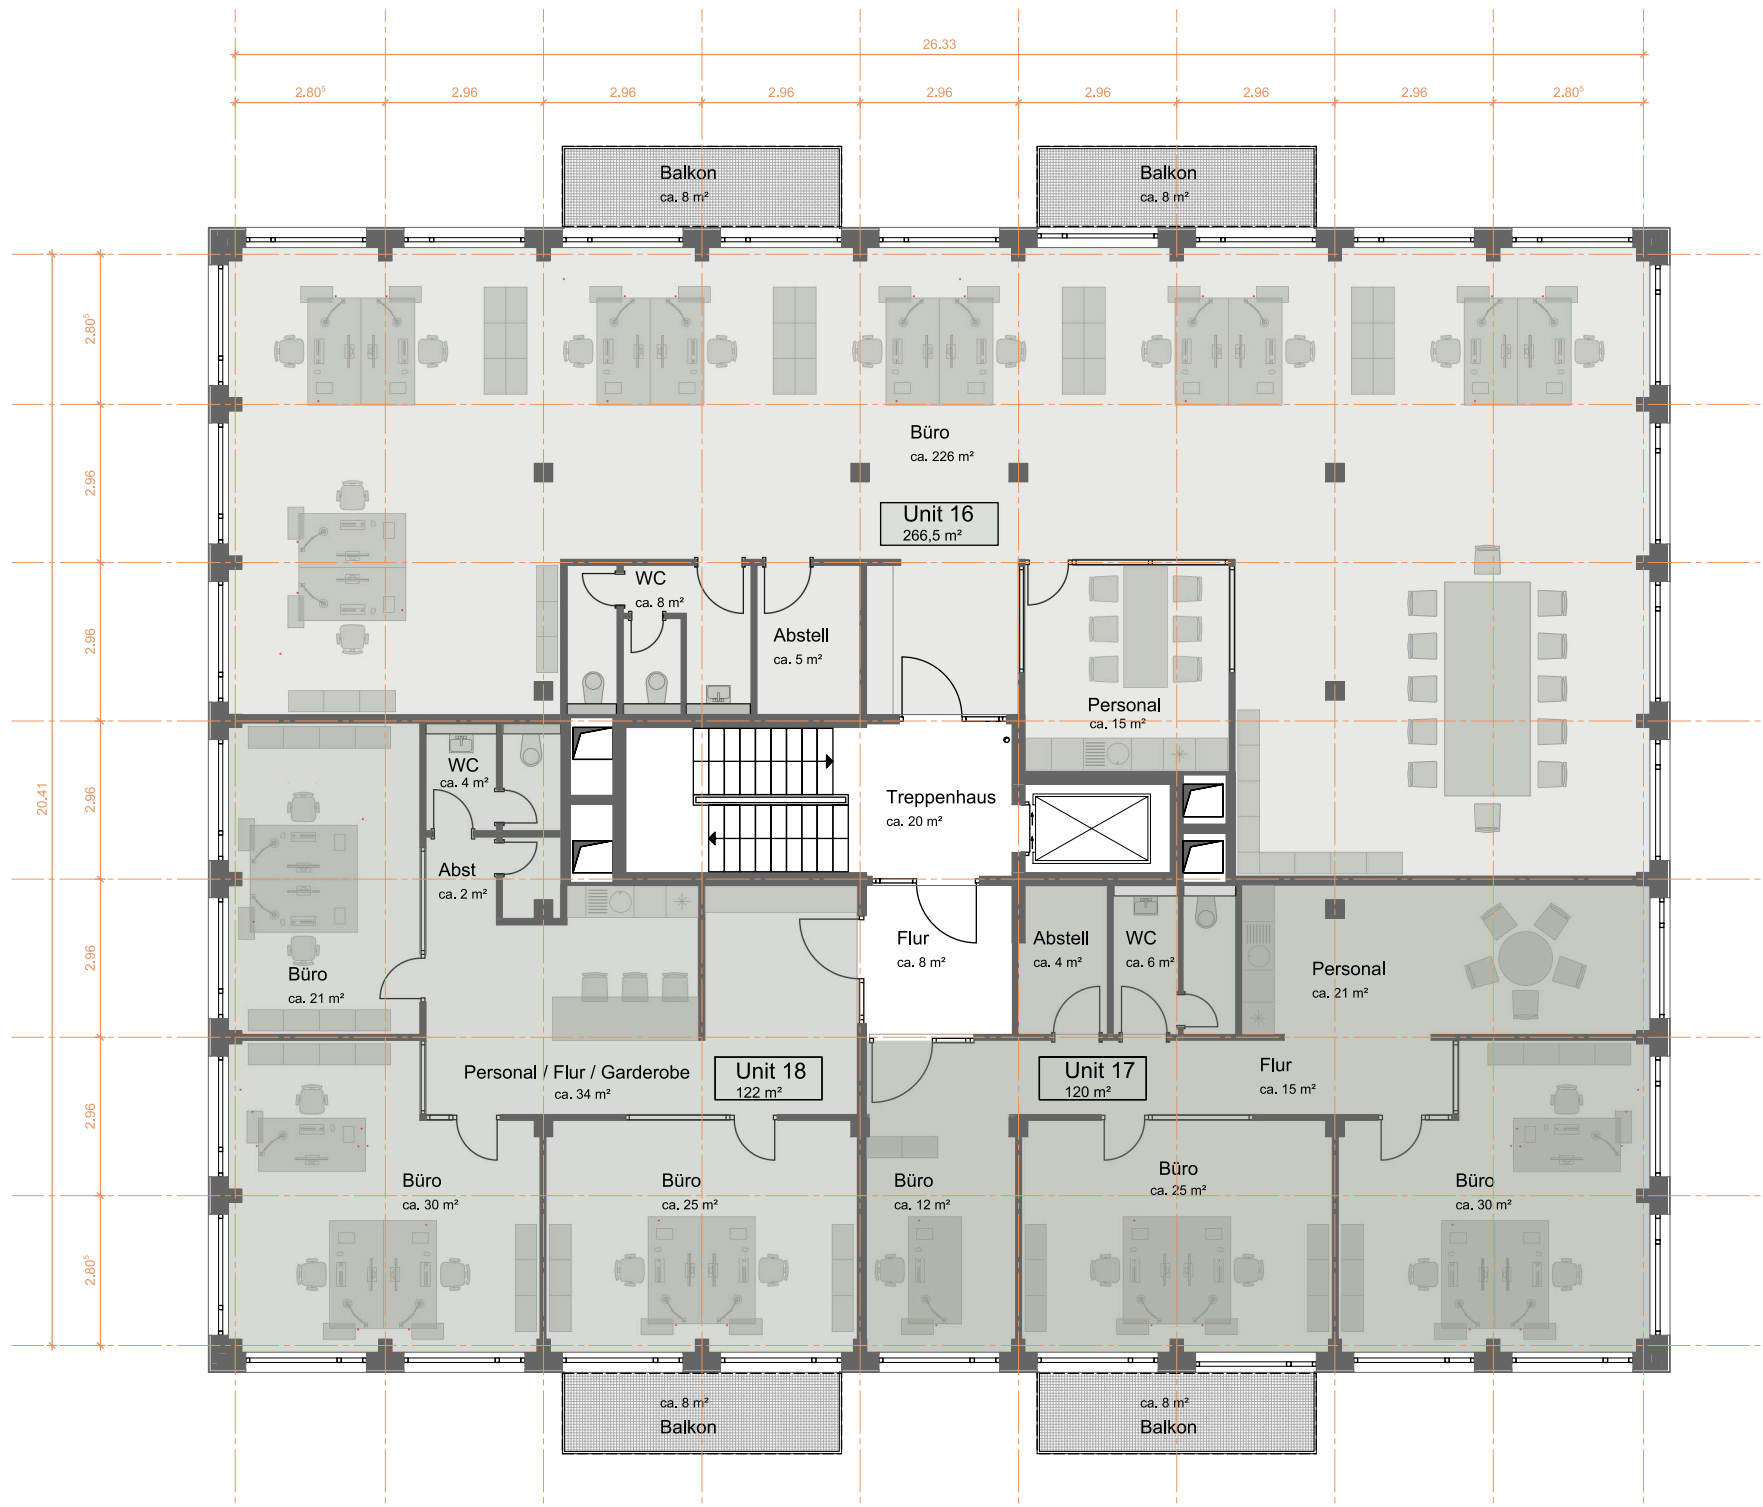 26.33
2.80⁵ 2.96 2.96 2.96 2.96 2.96 2.96 2.96 2.80⁵
Balkon
ca. 8 m²
Balkon
ca. 8 m²
20.41
2.80⁵
2.96
2.96
2.96
2.96
2.96
2.80⁵
Büro
ca. 226 m²
Unit 16
266,5 m²
WC
ca. 8 m²
Abstell
ca. 5 m²
Personal
ca. 15 m²
WC
ca. 4 m²
Treppenhaus
ca. 20 m²
Abst
ca. 2 m²
Büro
ca. 21 m²
Flur
ca. 8 m²
Abstell
ca. 4 m²
WC
ca. 6 m²
Personal
ca. 21 m²
Personal / Flur / Garderobe
ca. 34 m²
Unit 18
122 m²
Unit 17
120 m²
Flur
ca. 15 m²
Büro
ca. 30 m²
Büro
ca. 25 m²
Büro
ca. 12 m²
Büro
ca. 25 m²
Büro
ca. 30 m²
ca. 8 m²
Balkon
ca. 8 m²
Balkon